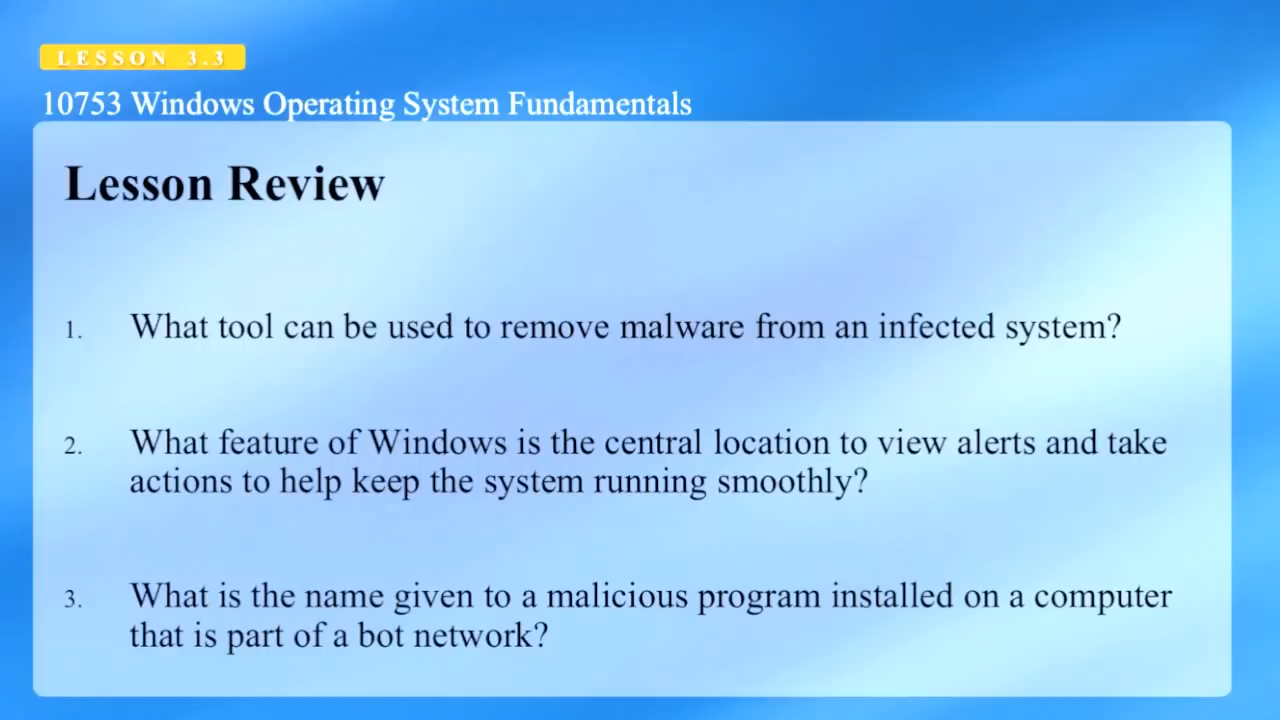 LESSON 3.3
10753 Windows Operating System Fundamentals
Lesson Review
1. What tool can be used to remove malware from an infected system?
2. What feature of Windows is the central location to view alerts and take
actions to help keep the system running smoothly?
3. What is the name given to a malicious program installed on a computer
that is part of a bot network?